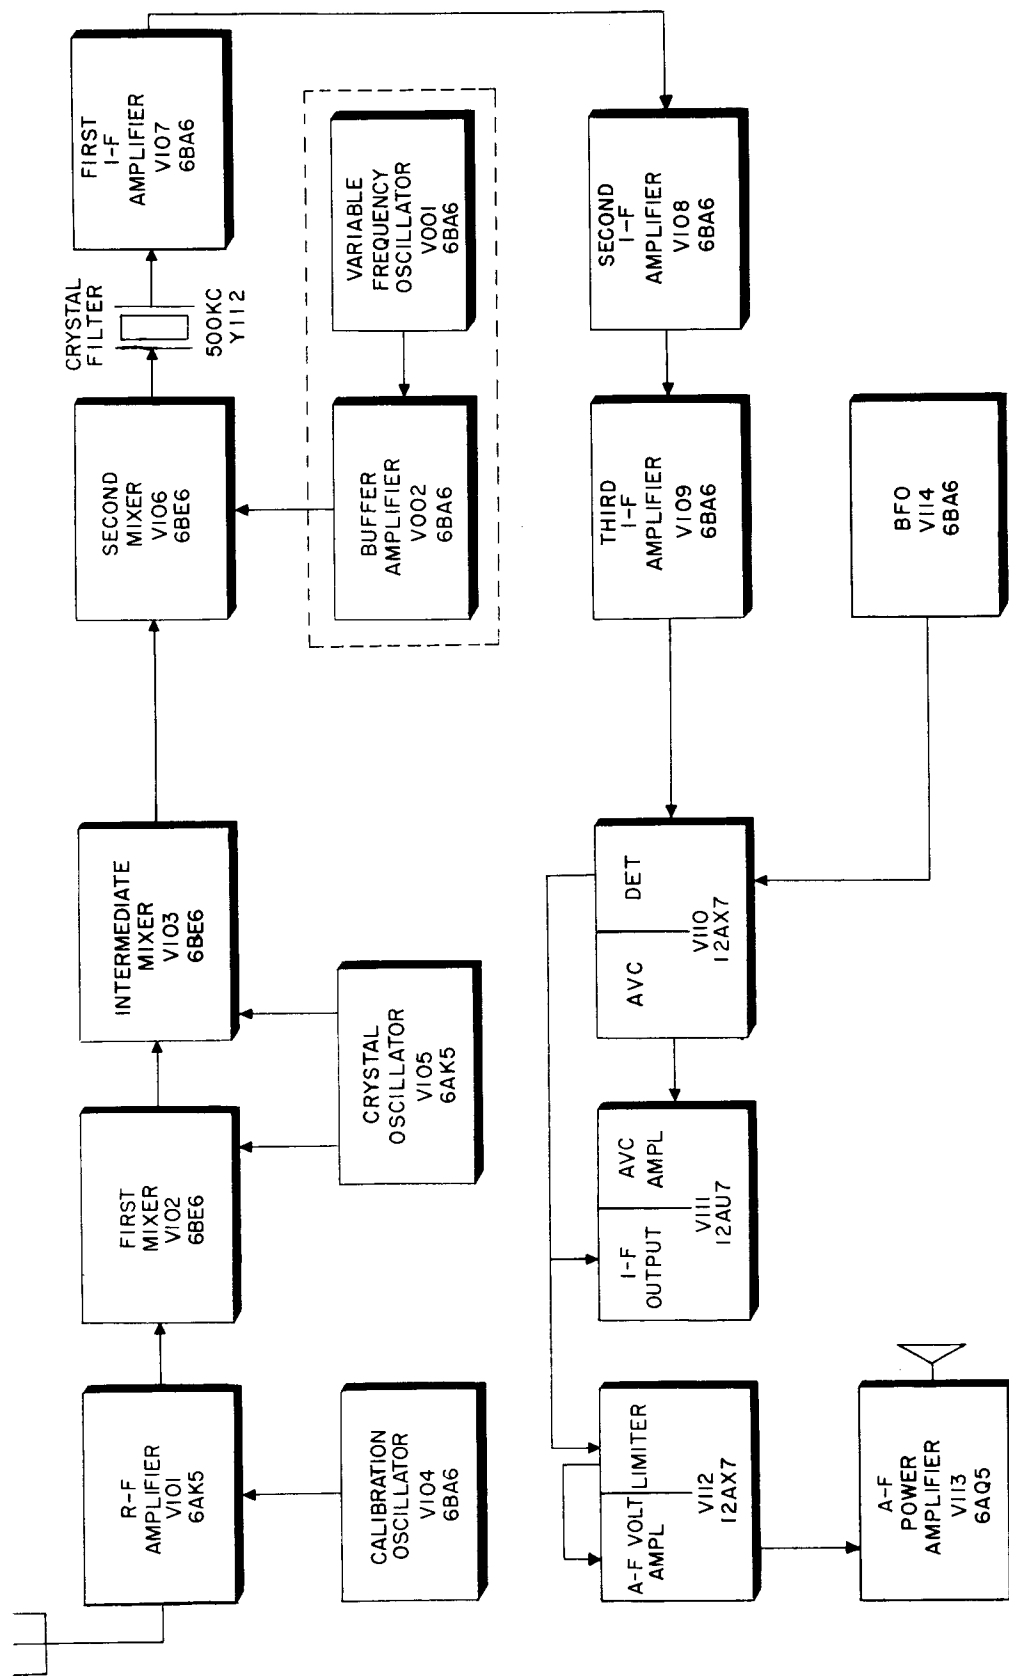 R-F
AMPLIFIER
V101
6AK5
FIRST
MIXER
V102
6BE6
INTERMEDIATE
MIXER
V103
6BE6
SECOND
MIXER
V106
6BE6
CRYSTAL
FILTER
500KC
Y112
FIRST
I-F
AMPLIFIER
V107
6BA6
CALIBRATION
OSCILLATOR
V104
6BA6
CRYSTAL
OSCILLATOR
V105
6AK5
BUFFER
AMPLIFIER
V002
6BA6
VARIABLE
FREQUENCY
OSCILLATOR
V001
6BA6
A-F VOLT
AMPL
LIMITER
V112
12AX7
I-F
OUTPUT
AVC
AMPL
V111
12AU7
AVC
DET
V110
12AX7
THIRD
I-F
AMPLIFIER
V109
6BA6
SECOND
I-F
AMPLIFIER
V108
6BA6
A-F
POWER
AMPLIFIER
V113
6AQ5
BFO
V114
6BA6